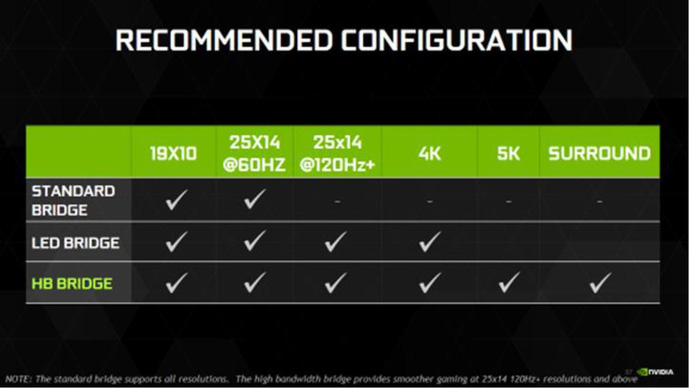 RECOMMENDED CONFIGURATION
19X10 25X14 @60HZ 25x14 @120Hz+ 4K 5K SURROUND
STANDARD BRIDGE ✓ ✓ - - - -
LED BRIDGE ✓ ✓ ✓ ✓
HB BRIDGE ✓ ✓ ✓ ✓ ✓ ✓
37 NVIDIA
NOTE: The standard bridge supports all resolutions. The high bandwidth bridge provides smoother gaming at 25x14 120Hz+ resolutions and above